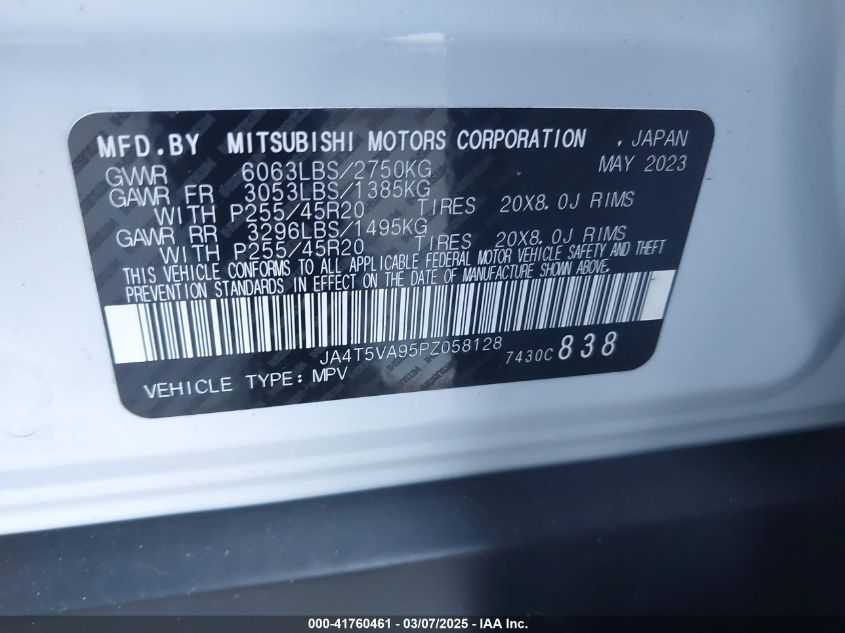 MFD.BY MITSUBISHI MOTORS CORPORATION , JAPAN
GVWR 6063LBS/2750KG MAY 2023
GAWR FR 3053LBS/1385KG
WITH P255/45R20 TIRES 20X8.0J RIMS
GAWR RR 3296LBS/1495KG
WITH P255/45R20 TIRES 20X8.0J RIMS
THIS VEHICLE CONFORMS TO ALL APPLICABLE FEDERAL MOTOR VEHICLE SAFETY AND THEFT
PREVENTION STANDARDS IN EFFECT ON THE DATE OF MANUFACTURE SHOWN ABOVE.
JA4T5VA95PZ058128 7430C 838
VEHICLE TYPE: MPV
000-41760461 - 03/07/2025 - IAA Inc.